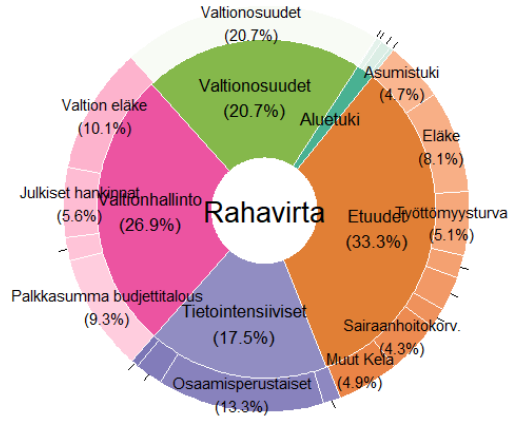 Valtionosuudet
(20.7%)
Asumistuki
(4.7%)
Valtionosuudet
(20.7%)
Valtion eläke
(10.1%)
Aluetuki
Eläke
(8.1%)
Julkiset hankinnat
(5.6%)
Valtionhallinto
(26.9%)
Rahavirta
Etuudet
(33.3%)
Työttömyysturva
(5.1%)
Palkkasumma budjettitalous
(9.3%)
Tietointensiiviset
(17.5%)
Sairaanhoitokorv.
(4.3%)
Muut Kela
(4.9%)
Osaamisperustaiset
(13.3%)